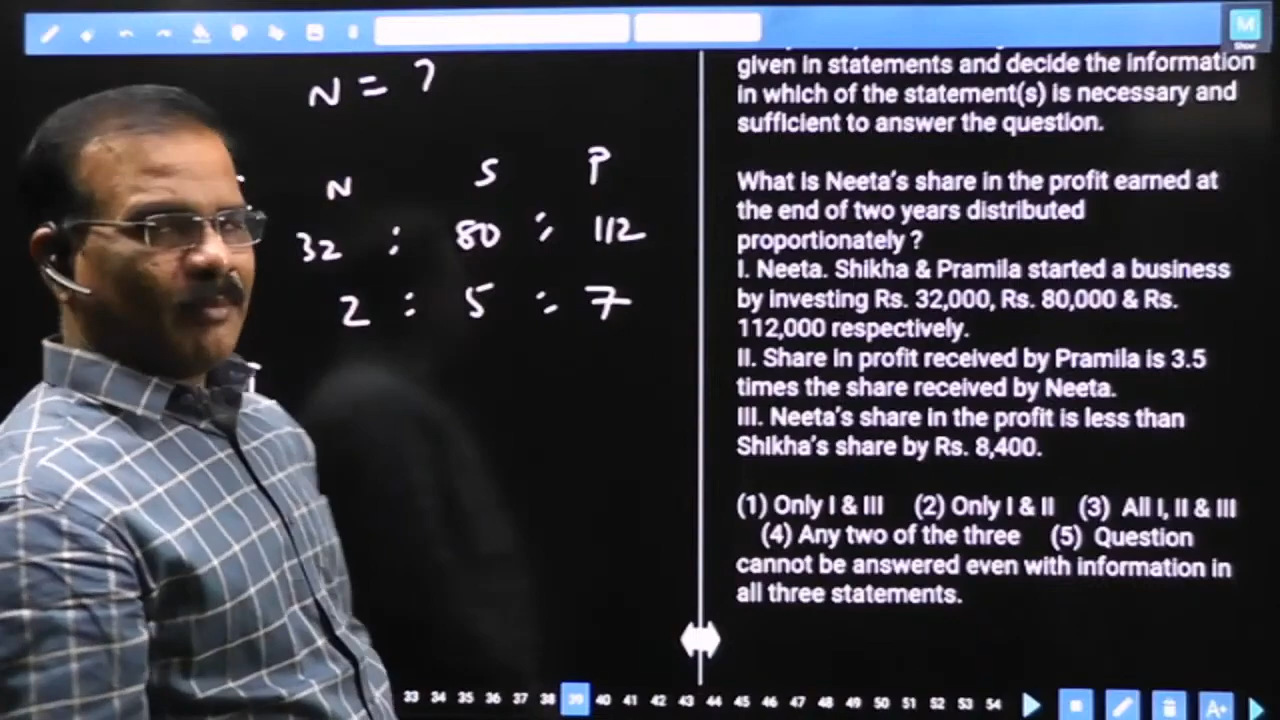 M
Show
N = ?
N S P
32 : 80 : 112
2 : 5 : 7
given in statements and decide the information
in which of the statement(s) is necessary and
sufficient to answer the question.
What is Neeta's share in the profit earned at
the end of two years distributed
proportionately ?
I. Neeta. Shikha & Pramila started a business
by investing Rs. 32,000, Rs. 80,000 & Rs.
112,000 respectively.
II. Share in profit received by Pramila is 3.5
times the share received by Neeta.
III. Neeta's share in the profit is less than
Shikha's share by Rs. 8,400.
(1) Only I & III (2) Only I & II (3) All I, II & III
(4) Any two of the three (5) Question
cannot be answered even with information in
all three statements.
33 34 35 36 37 38 39 40 41 42 43 44 45 46 47 48 49 50 51 52 53 54
A+